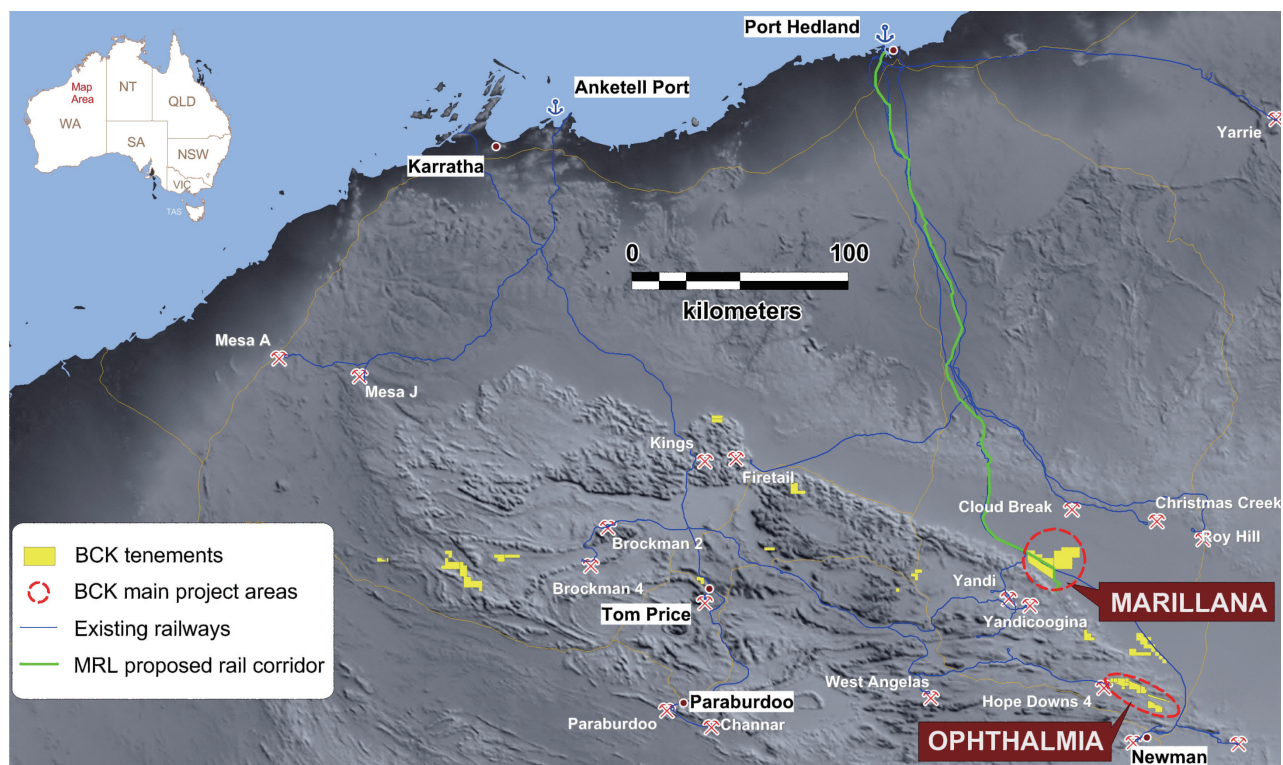 Port Hedland
Anketell Port
Karratha
Yarrie
Map
Area
NT
QLD
WA
SA
NSW
VIC
TAS
0 100
kilometers
Mesa A
Mesa J
Kings
Firetail
Cloud Break
Christmas Creek
Roy Hill
BCK tenements
BCK main project areas
Existing railways
MRL proposed rail corridor
Brockman 2
Brockman 4
Yandi
MARILLANA
Tom Price
Yandicoogina
West Angelas
Hope Downs 4
Paraburdoo
Paraburdoo
Channar
OPHTHALMIA
Newman